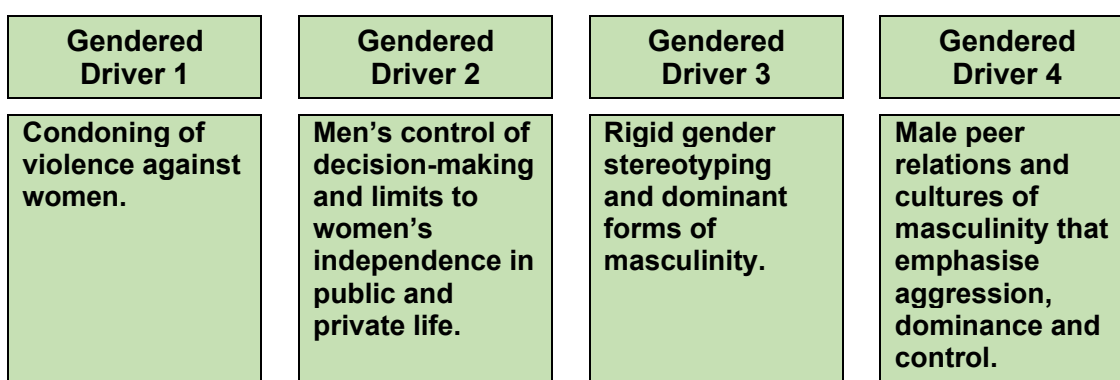 Gendered
Driver 1
Gendered
Driver 2
Gendered
Driver 3
Gendered
Driver 4
Condoning of
violence against
women.
Men’s control of
decision-making
and limits to
women’s
independence in
public and
private life.
Rigid gender
stereotyping
and dominant
forms of
masculinity.
Male peer
relations and
cultures of
masculinity that
emphasise
aggression,
dominance and
control.